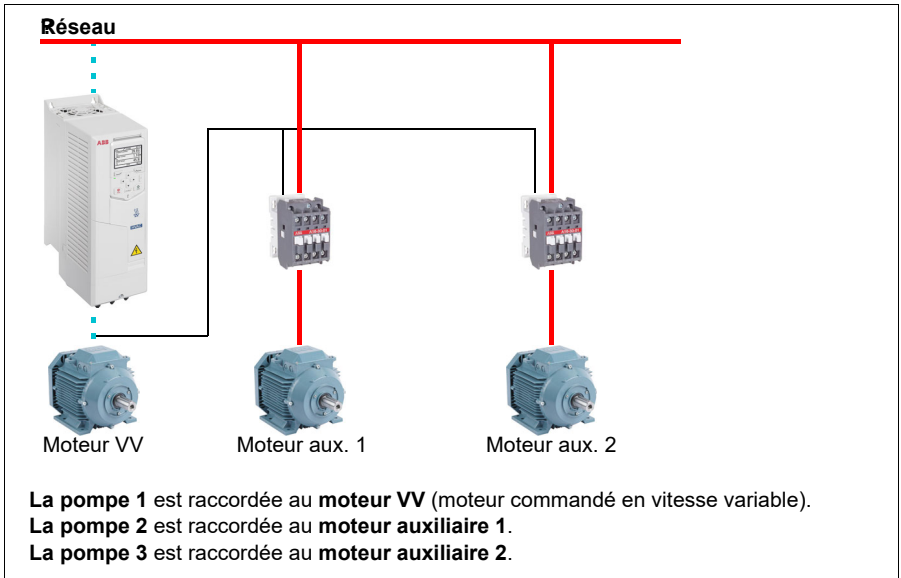 Réseau
ABB
Moteur VV
Moteur aux. 1
Moteur aux. 2
La pompe 1 est raccordée au moteur VV (moteur commandé en vitesse variable).
La pompe 2 est raccordée au moteur auxiliaire 1.
La pompe 3 est raccordée au moteur auxiliaire 2.